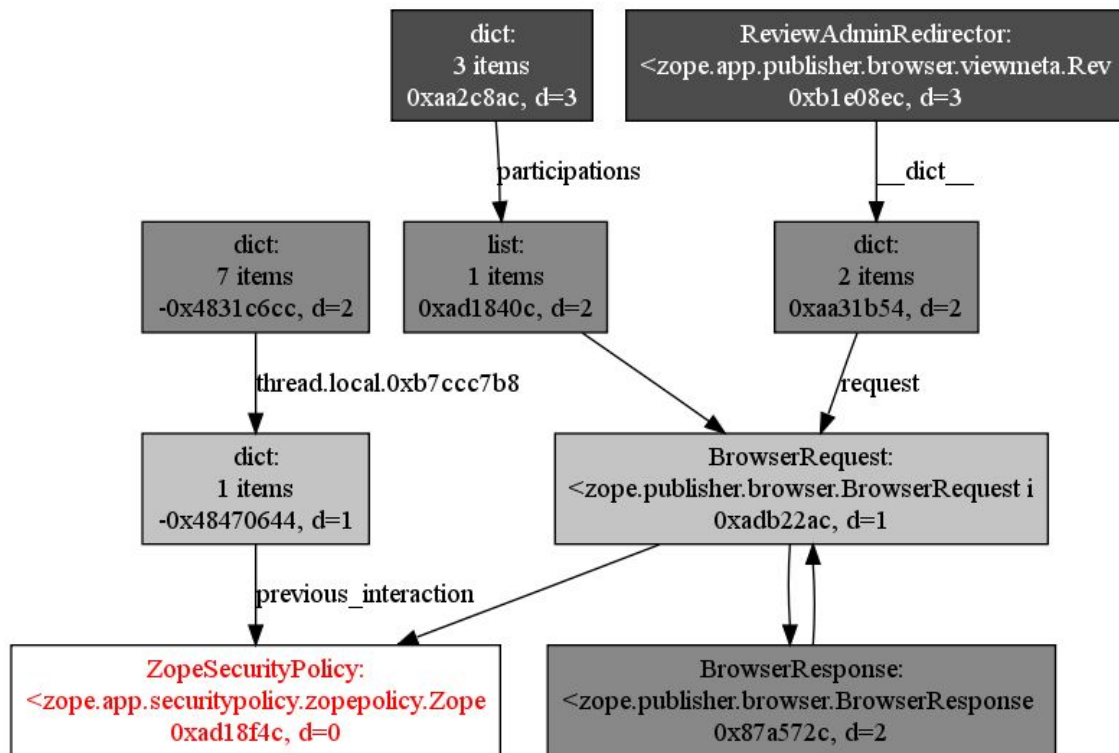 dict:
3 items
0xaa2c8ac, d=3
ReviewAdminRedirector:
<zope.app.publisher.browser.viewmeta.Rev
0xb1e08ec, d=3
participations
__dict__
dict:
7 items
-0x4831c6cc, d=2
list:
1 items
0xad1840c, d=2
dict:
2 items
0xaa31b54, d=2
thread.local.0xb7ccc7b8
request
dict:
1 items
-0x48470644, d=1
BrowserRequest:
<zope.publisher.browser.BrowserRequest i
0xadb22ac, d=1
previous_interaction
ZopeSecurityPolicy:
<zope.app.securitypolicy.zopepolicy.Zope
0xad18f4c, d=0
BrowserResponse:
<zope.publisher.browser.BrowserResponse
0x87a572c, d=2